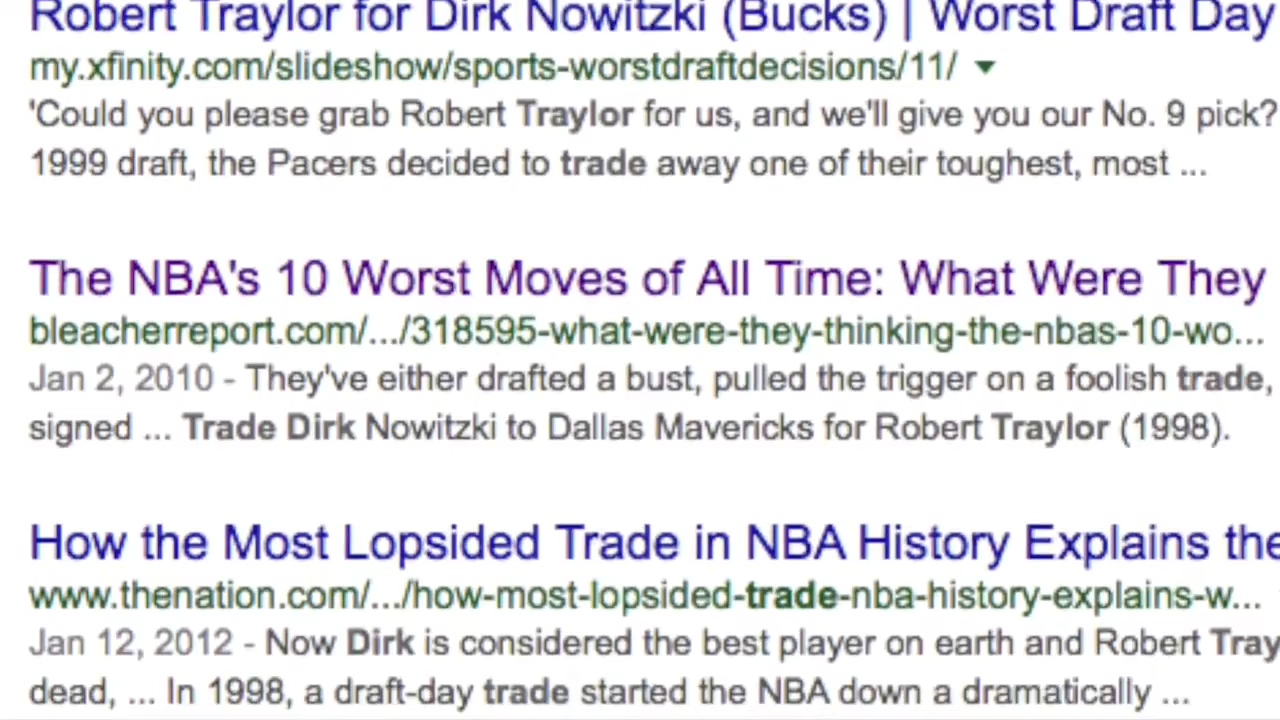 Robert Traylor for Dirk Nowitzki (Bucks) | Worst Draft Day
my.xfinity.com/slideshow/sports-worstdraftdecisions/11/
'Could you please grab Robert Traylor for us, and we'll give you our No. 9 pick?
1999 draft, the Pacers decided to trade away one of their toughest, most ...
The NBA's 10 Worst Moves of All Time: What Were They
bleacherreport.com/.../318595-what-were-they-thinking-the-nbas-10-wo...
Jan 2, 2010 - They've either drafted a bust, pulled the trigger on a foolish trade,
signed ... Trade Dirk Nowitzki to Dallas Mavericks for Robert Traylor (1998).
How the Most Lopsided Trade in NBA History Explains the
www.thenation.com/.../how-most-lopsided-trade-nba-history-explains-w...
Jan 12, 2012 - Now Dirk is considered the best player on earth and Robert Tray
dead, ... In 1998, a draft-day trade started the NBA down a dramatically ...